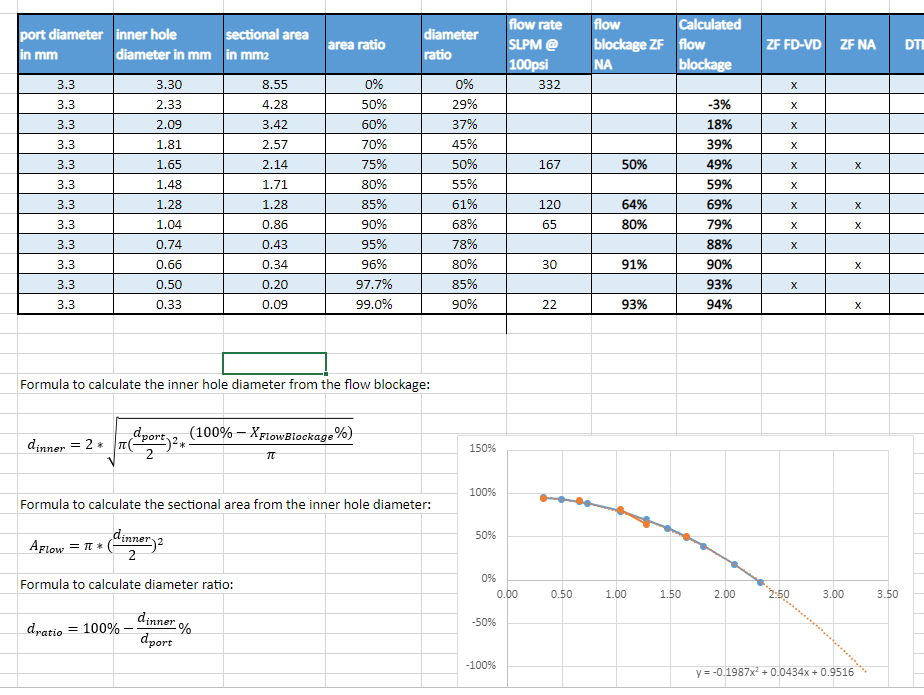 port diameter in mm | inner hole diameter in mm | sectional area in mm2 | area ratio | diameter ratio | flow rate SLPM @ 100psi | flow blockage ZF NA | Calculated flow blockage | ZF FD-VD | ZF NA
3.3 3.30 8.55 0% 0% 332 x
3.3 2.33 4.28 50% 29% -3% x
3.3 2.09 3.42 60% 37% 18% x
3.3 1.81 2.57 70% 45% 39% x
3.3 1.65 2.14 75% 50% 167 50% 49% x x
3.3 1.48 1.71 80% 55% 59% x
3.3 1.28 1.28 85% 61% 120 64% 69% x x
3.3 1.04 0.86 90% 68% 65 80% 79% x x
3.3 0.74 0.43 95% 78% 88% x
3.3 0.66 0.34 96% 80% 30 91% 90% x
3.3 0.50 0.20 97.7% 85% 93% x
3.3 0.33 0.09 99.0% 90% 22 93% 94% x
Formula to calculate the inner hole diameter from the flow blockage:
d_inner = 2 * √(π(d_port/2)²* (100% − X_FlowBlockage%)/π)
Formula to calculate the sectional area from the inner hole diameter:
A_Flow = π * (d_inner/2)²
Formula to calculate diameter ratio:
d_ratio = 100% − d_inner/d_port %
150%
100%
50%
0%
0.00 0.50 1.00 1.50 2.00 2.50 3.00 3.50
-50%
-100%
y = -0.1987x² + 0.0434x + 0.9516